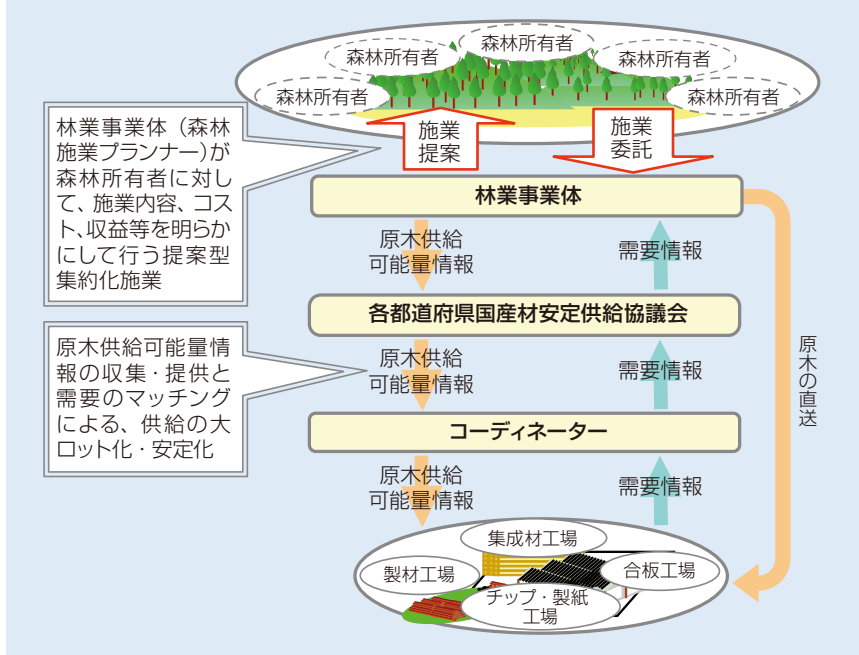 森林所有者
森林所有者
森林所有者
森林所有者
森林所有者
施業
提案
施業
委託
林業事業体（森林
施業プランナー）が
森林所有者に対し
て、施業内容、コス
ト、収益等を明らか
にして行う提案型
集約化施業
林業事業体
原木供給
可能量情報
需要情報
各都道府県国産材安定供給協議会
原木供給可能量情
報の収集・提供と
需要のマッチング
による、供給の大
ロット化・安定化
原木供給
可能量情報
需要情報
原木の直送
コーディネーター
原木供給
可能量情報
需要情報
集成材工場
製材工場
合板工場
チップ・製紙
工場